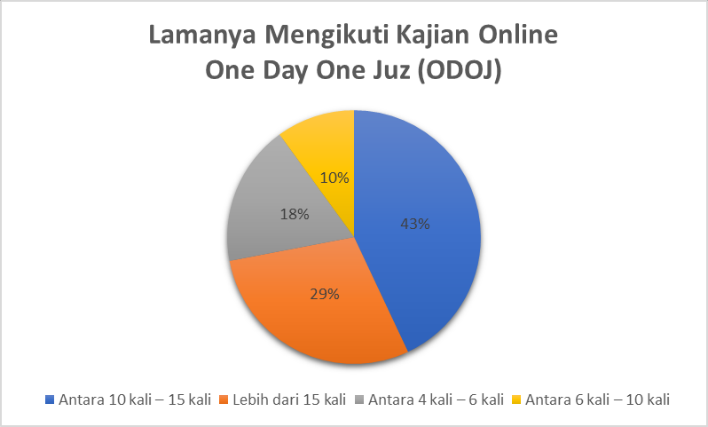 Lamanya Mengikuti Kajian Online
One Day One Juz (ODOJ)
10%
43%
18%
29%
Antara 10 kali – 15 kali Lebih dari 15 kali Antara 4 kali – 6 kali Antara 6 kali – 10 kali